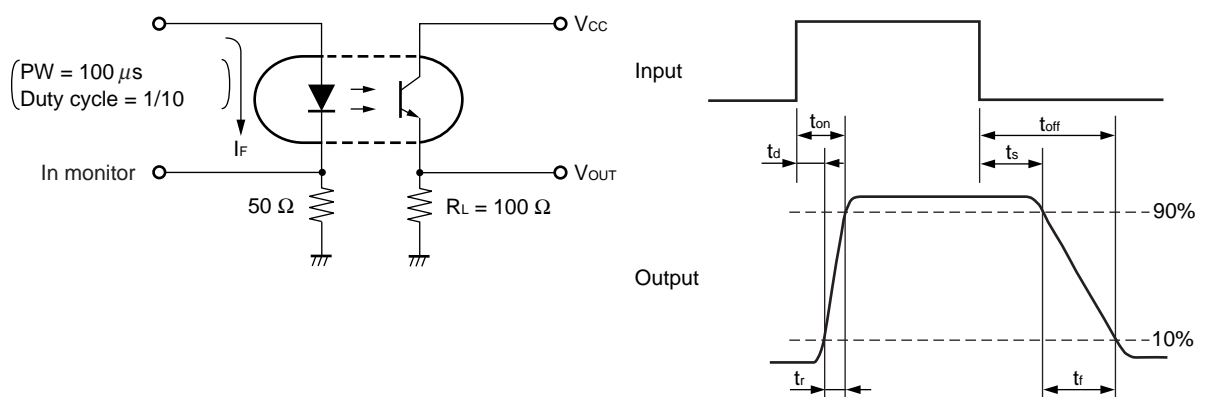 VCC
PW = 100 μs
Duty cycle = 1/10
IF
In monitor
VOUT
50 Ω
RL = 100 Ω
Input
ton
toff
td
ts
90%
Output
10%
tr
tf